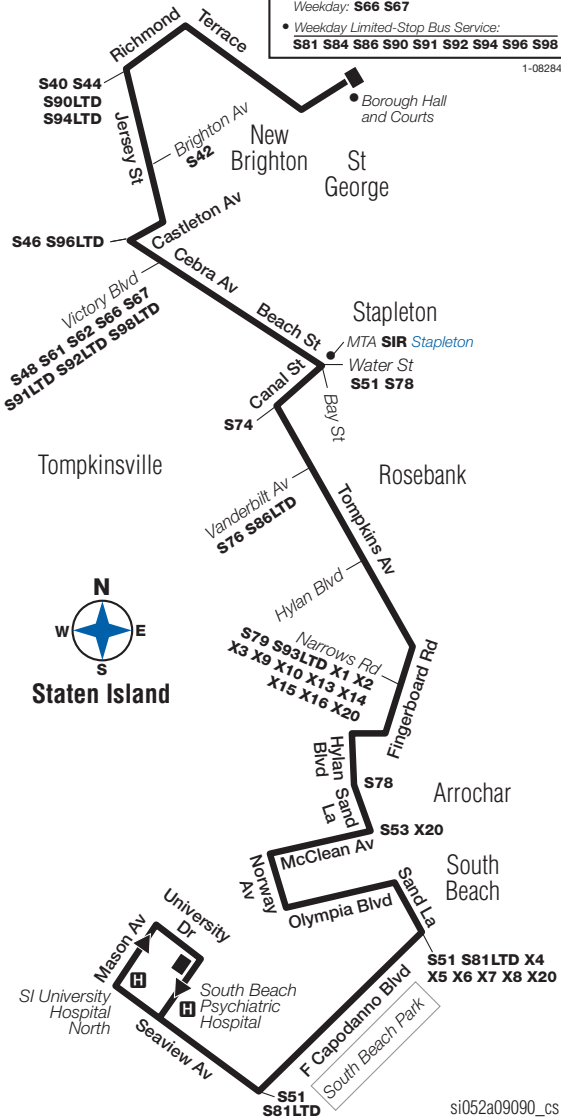 Weekday: S66 S67
• Weekday Limited-Stop Bus Service:
S81 S84 S86 S90 S91 S92 S94 S96 S98
1-08284
Richmond Terrace
S40 S44
S90LTD
S94LTD
Borough Hall
and Courts
Jersey St
Brighton Av
S42
New
Brighton
St
George
Castleton Av
S46 S96LTD
Cebra Av
Victory Blvd
S48 S61 S62 S66 S67
S91LTD S92LTD S98LTD
Beach St
Stapleton
MTA SIR Stapleton
Water St
S51 S78
Canal St
Bay St
S74
Tompkinsville
Rosebank
Vanderbilt Av
S76 S86LTD
Tompkins Av
Hylan Blvd
N
W E
S
Staten Island
Narrows Rd
S79 S93LTD X1 X2
X3 X9 X10 X13 X14
X15 X16 X20
Fingerboard Rd
Hylan
Blvd
S78
Sand
La
Arrochar
S53 X20
McClean Av
Norway
Av
South
Beach
Olympia Blvd
Sand La
University
Dr
Mason Av
S51 S81LTD X4
X5 X6 X7 X8 X20
H
SI University
Hospital
North
H
South Beach
Psychiatric
Hospital
F Capodanno Blvd
South Beach Park
Seaview Av
S51
S81LTD
si052a09090_cs